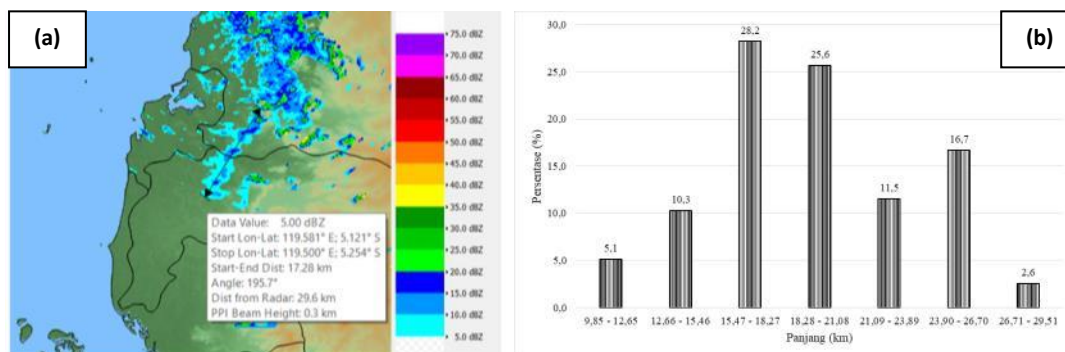 (a)
75.0 dBZ
70.0 dBZ
65.0 dBZ
60.0 dBZ
55.0 dBZ
50.0 dBZ
45.0 dBZ
40.0 dBZ
35.0 dBZ
30.0 dBZ
25.0 dBZ
20.0 dBZ
15.0 dBZ
10.0 dBZ
5.0 dBZ
Data Value: 5.00 dBZ
Start Lon-Lat: 119.581° E; 5.121° S
Stop Lon-Lat: 119.500° E; 5.254° S
Start-End Dist: 17.28 km
Angle: 195.7°
Dist from Radar: 29.6 km
PPI Beam Height: 0.3 km
(b)
Persentase (%)
30,0
25,0
20,0
15,0
10,0
5,0
0,0
5,1
10,3
28,2
25,6
11,5
16,7
2,6
9,85 - 12,65 12,66 - 15,46 15,47 - 18,27 18,28 - 21,08 21,09 - 23,89 23,90 - 26,70 26,71 - 29,51
Panjang (km)